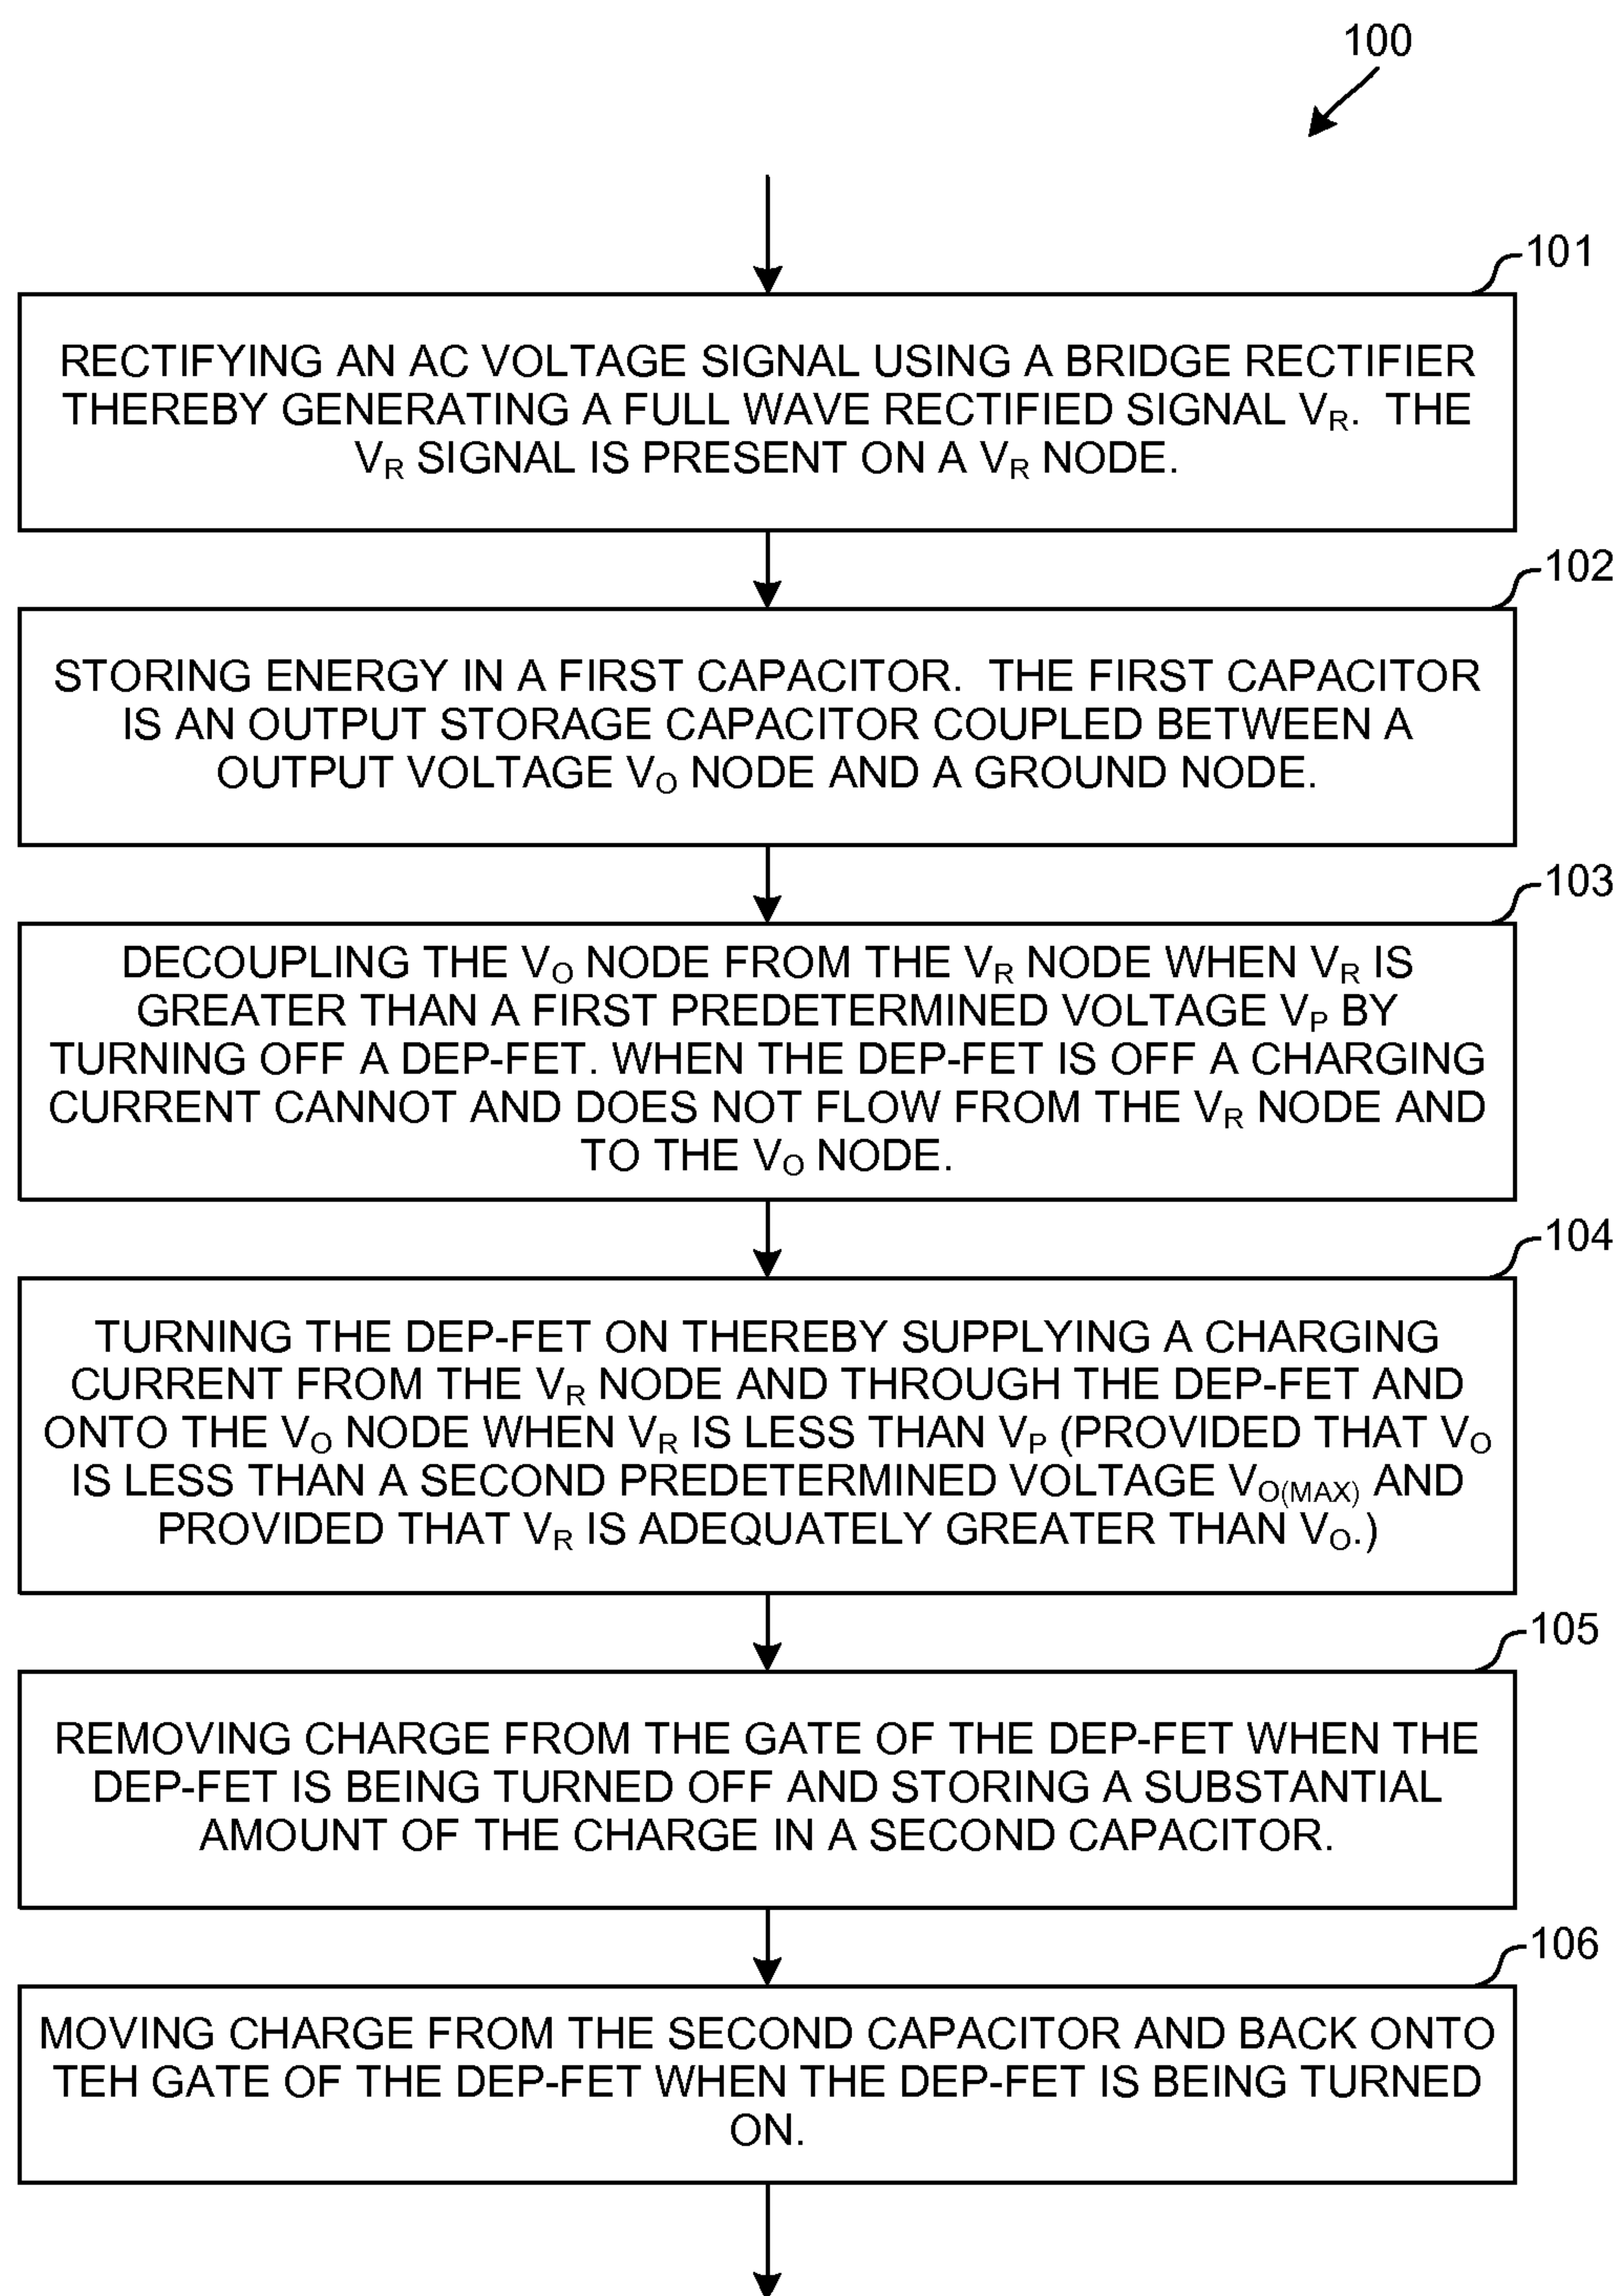 100
101
RECTIFYING AN AC VOLTAGE SIGNAL USING A BRIDGE RECTIFIER
THEREBY GENERATING A FULL WAVE RECTIFIED SIGNAL VR. THE
VR SIGNAL IS PRESENT ON A VR NODE.
102
STORING ENERGY IN A FIRST CAPACITOR. THE FIRST CAPACITOR
IS AN OUTPUT STORAGE CAPACITOR COUPLED BETWEEN A
OUTPUT VOLTAGE VO NODE AND A GROUND NODE.
103
DECOUPLING THE VO NODE FROM THE VR NODE WHEN VR IS
GREATER THAN A FIRST PREDETERMINED VOLTAGE VP BY
TURNING OFF A DEP-FET. WHEN THE DEP-FET IS OFF A CHARGING
CURRENT CANNOT AND DOES NOT FLOW FROM THE VR NODE AND
TO THE VO NODE.
104
TURNING THE DEP-FET ON THEREBY SUPPLYING A CHARGING
CURRENT FROM THE VR NODE AND THROUGH THE DEP-FET AND
ONTO THE VO NODE WHEN VR IS LESS THAN VP (PROVIDED THAT VO
IS LESS THAN A SECOND PREDETERMINED VOLTAGE VO(MAX) AND
PROVIDED THAT VR IS ADEQUATELY GREATER THAN VO.)
105
REMOVING CHARGE FROM THE GATE OF THE DEP-FET WHEN THE
DEP-FET IS BEING TURNED OFF AND STORING A SUBSTANTIAL
AMOUNT OF THE CHARGE IN A SECOND CAPACITOR.
106
MOVING CHARGE FROM THE SECOND CAPACITOR AND BACK ONTO
TEH GATE OF THE DEP-FET WHEN THE DEP-FET IS BEING TURNED
ON.